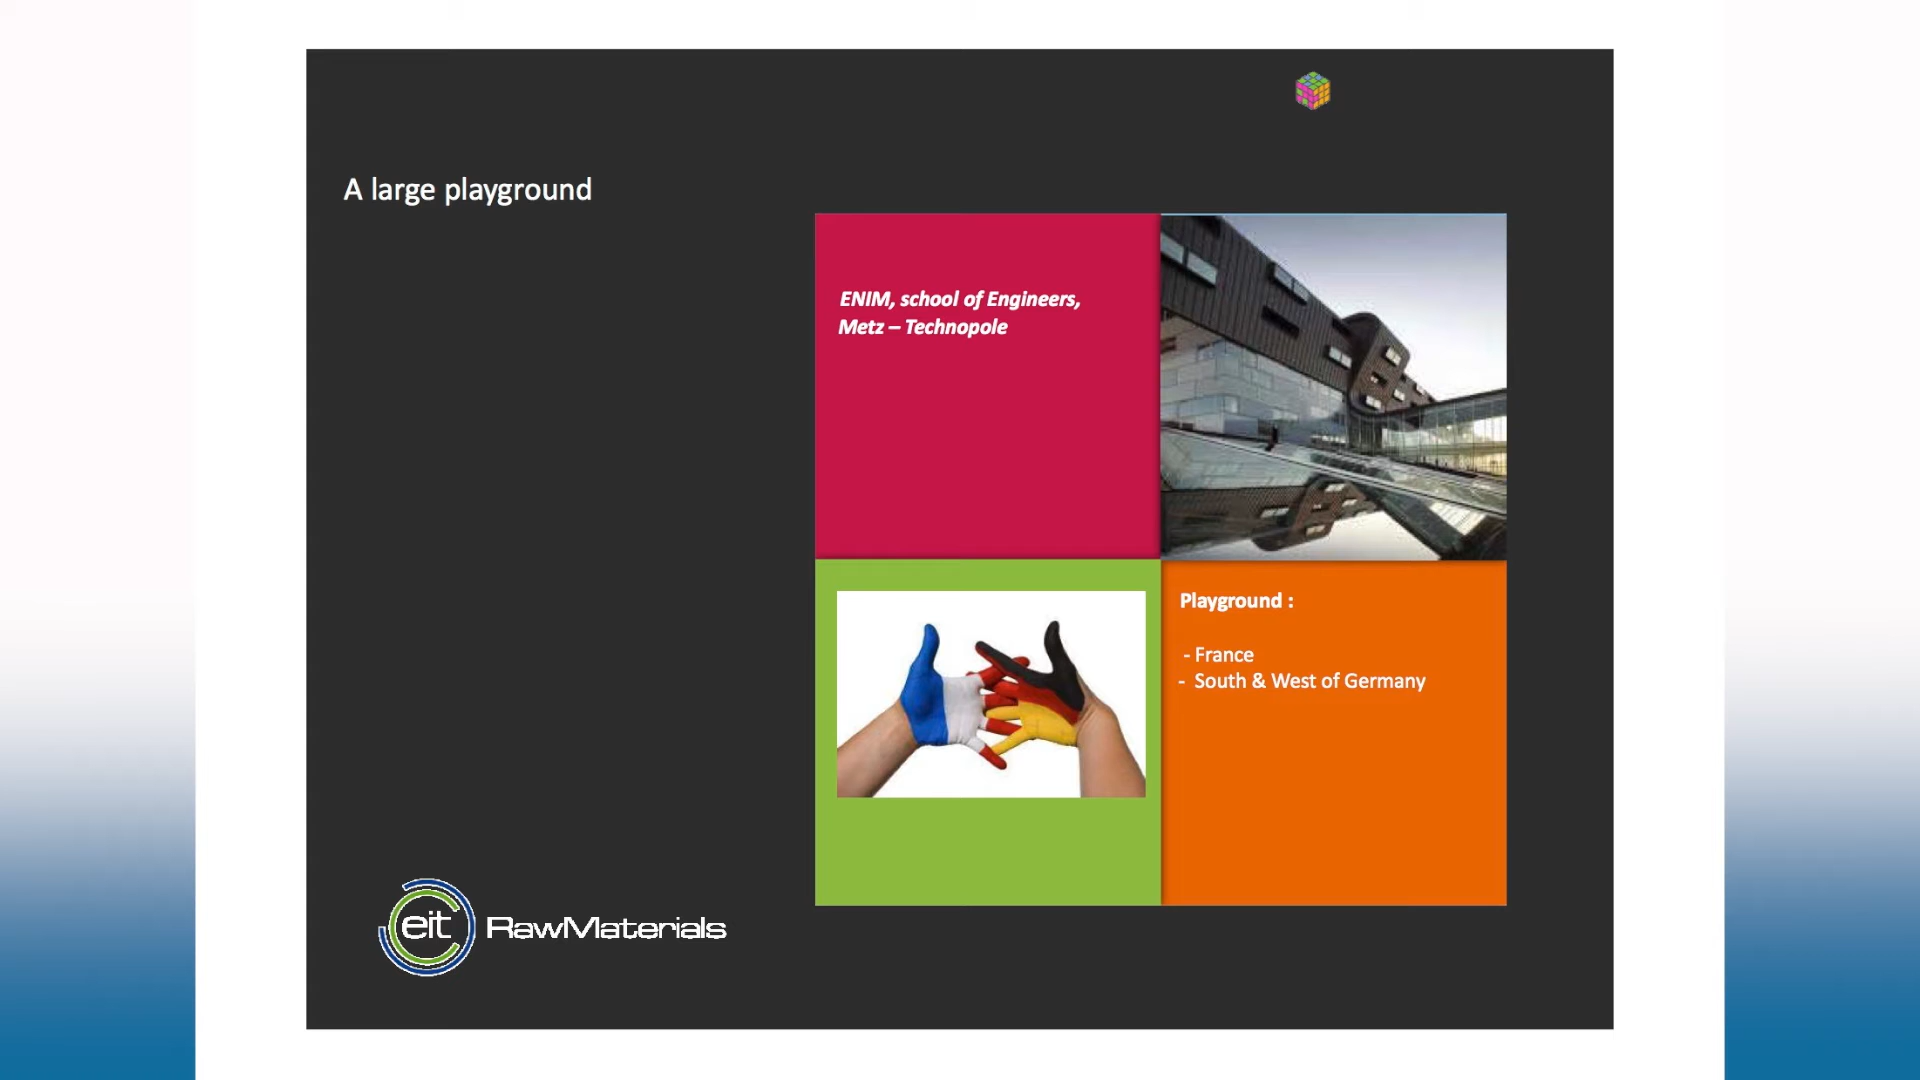 A large playground
ENIM, school of Engineers,
Metz – Technopole
Playground :
- France
- South & West of Germany
eit RawMaterials